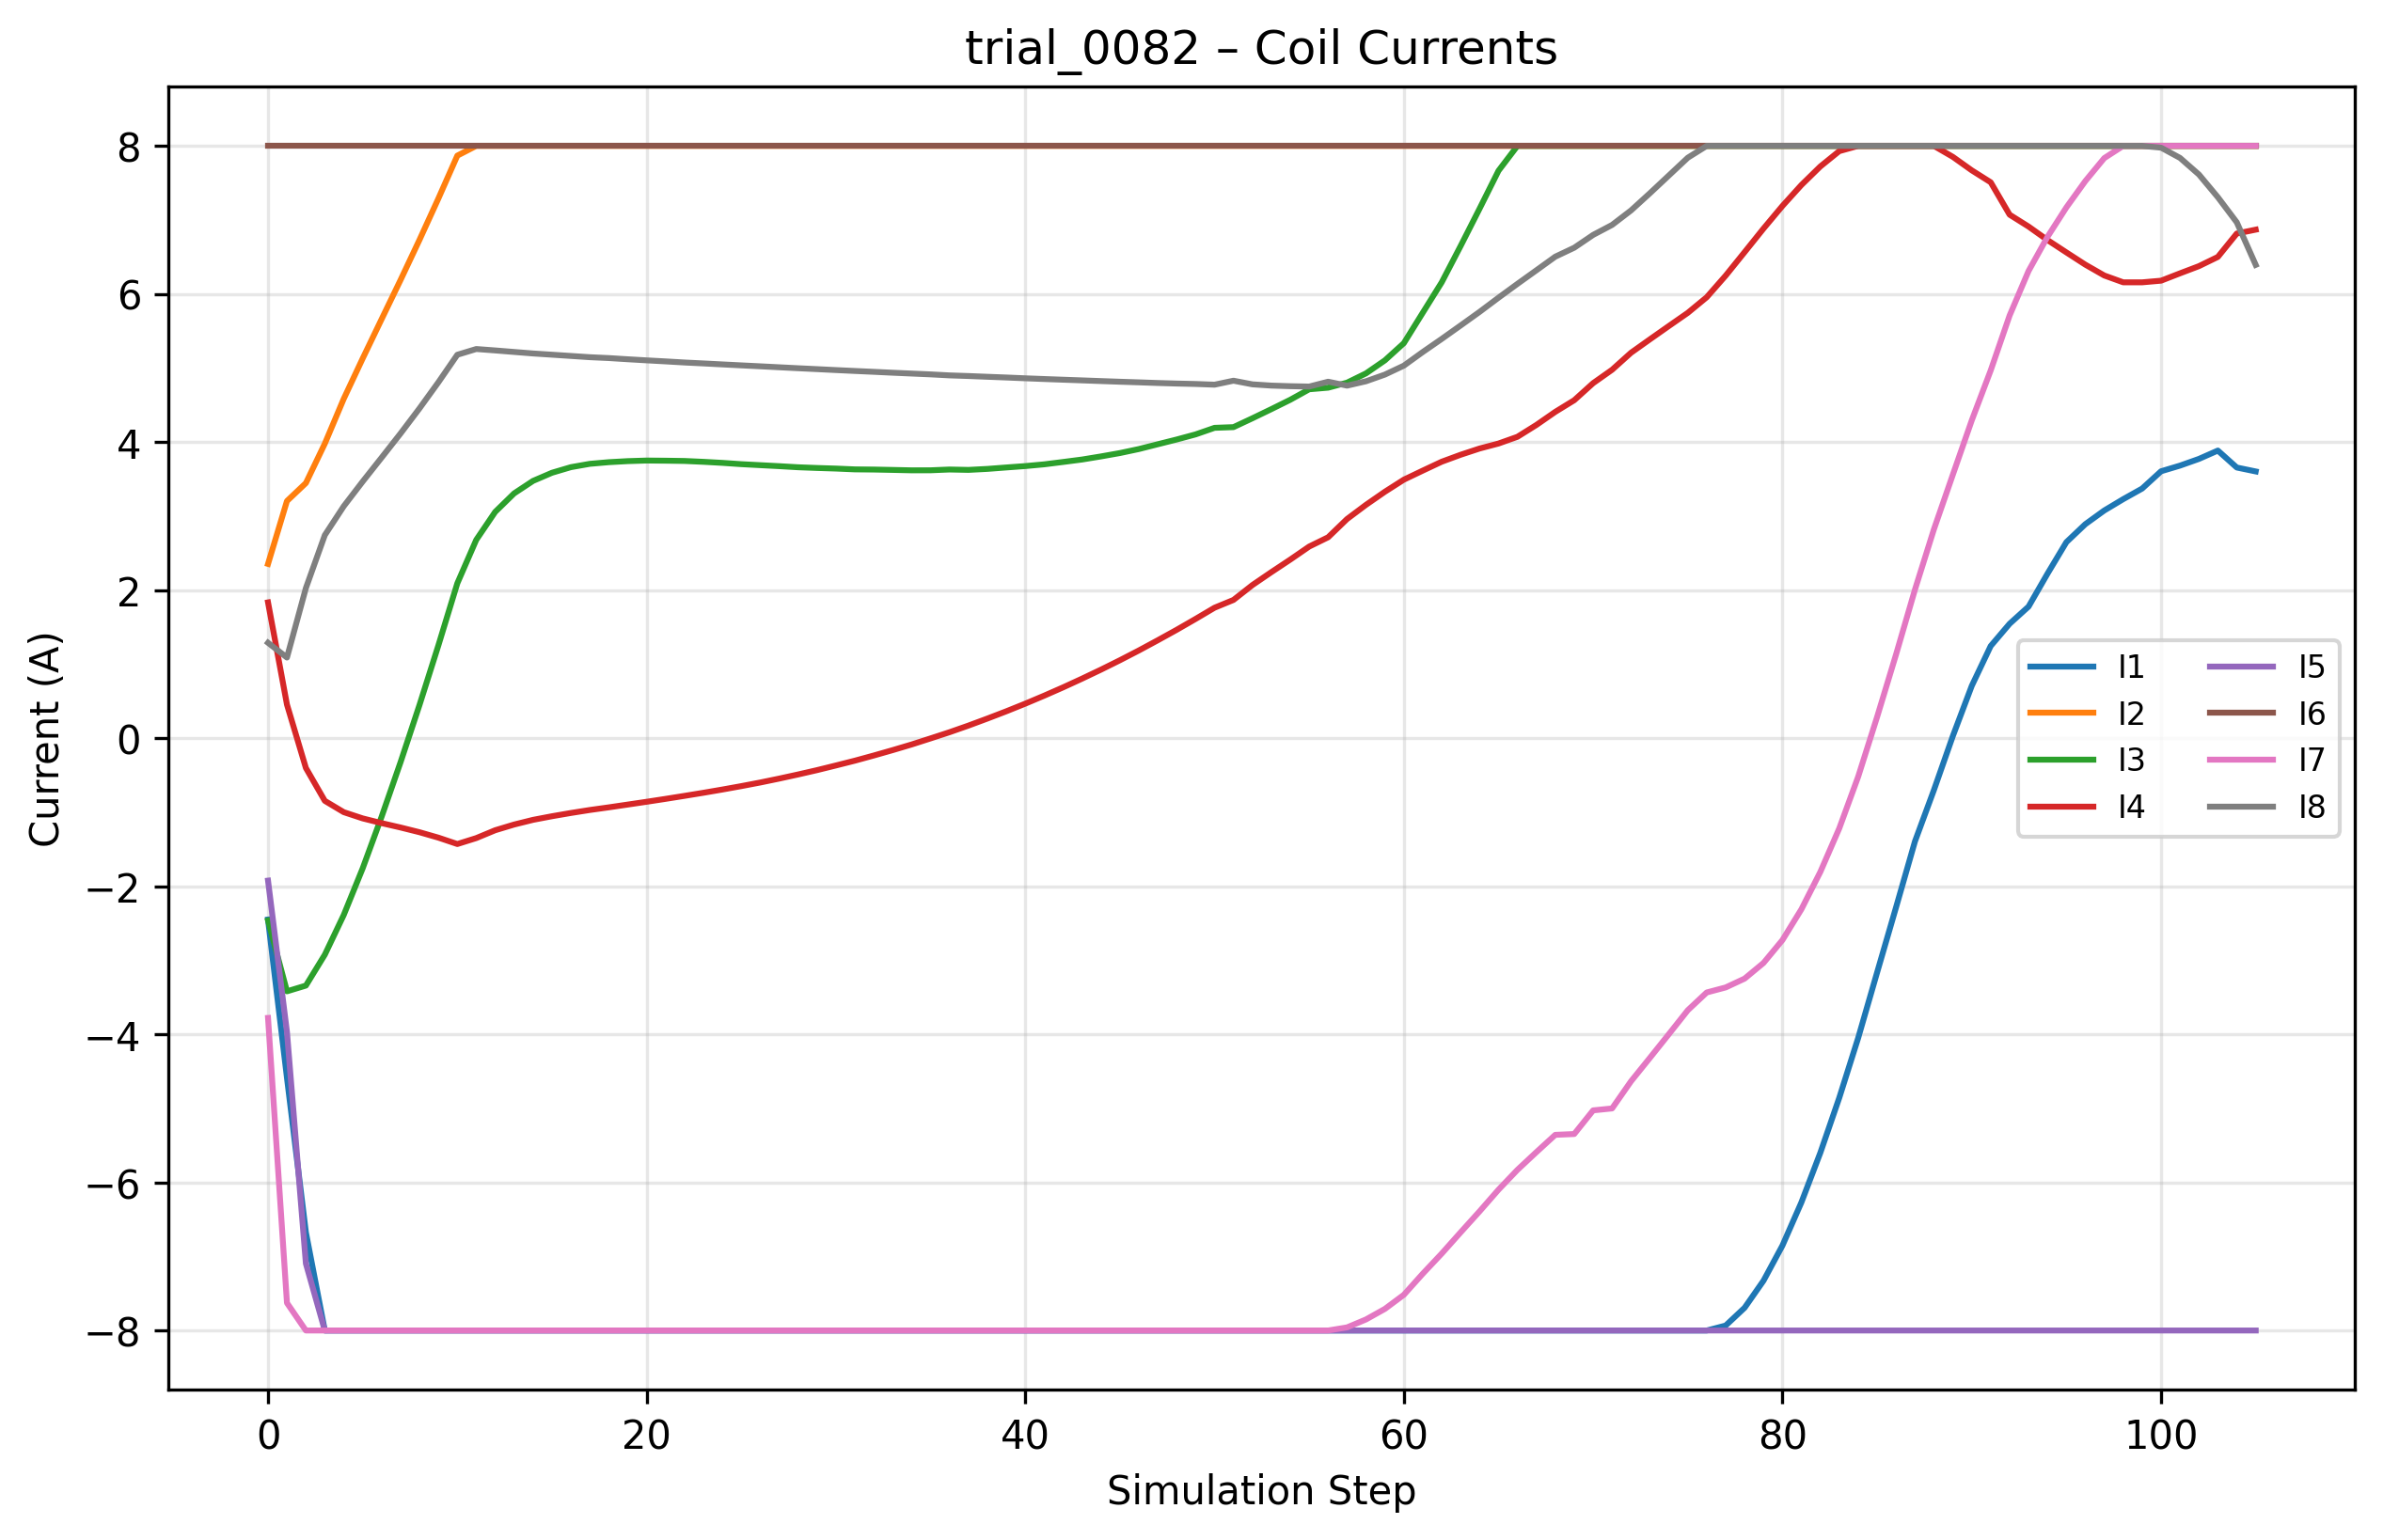 trial_0082 – Coil Currents
Current (A)
8
6
4
2
0
−2
−4
−6
−8
I1 I5
I2 I6
I3 I7
I4 I8
0 20 40 60 80 100
Simulation Step